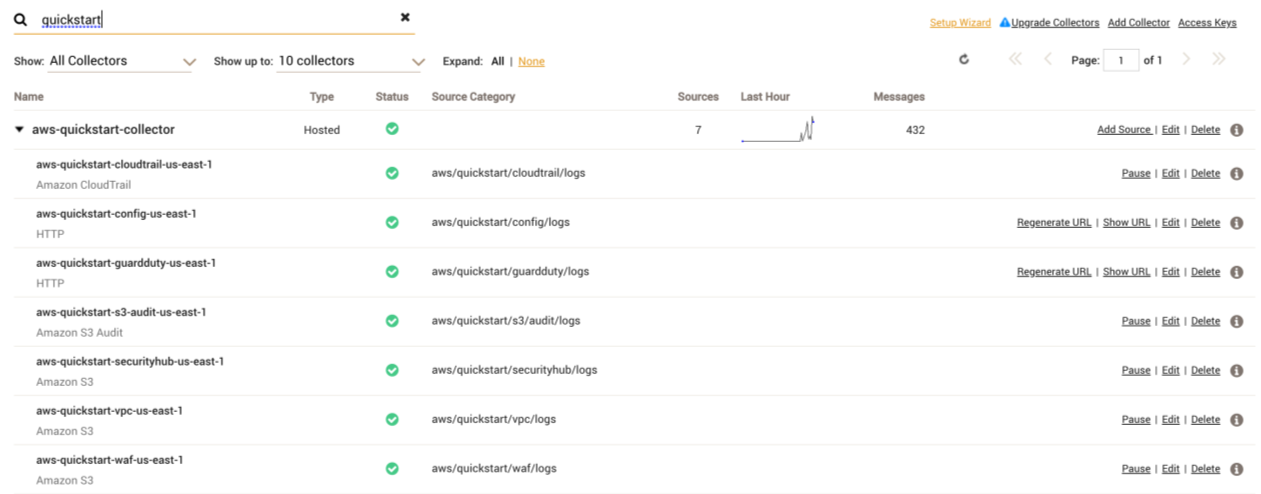 quickstart
Setup Wizard Upgrade Collectors Add Collector Access Keys
Show: All Collectors Show up to: 10 collectors Expand: All | None Page: 1 of 1
Name Type Status Source Category Sources Last Hour Messages
aws-quickstart-collector Hosted 7 432 Add Source | Edit | Delete
aws-quickstart-cloudtrail-us-east-1
Amazon CloudTrail
aws/quickstart/cloudtrail/logs Pause | Edit | Delete
aws-quickstart-config-us-east-1
HTTP
aws/quickstart/config/logs Regenerate URL | Show URL | Edit | Delete
aws-quickstart-guardduty-us-east-1
HTTP
aws/quickstart/guardduty/logs Regenerate URL | Show URL | Edit | Delete
aws-quickstart-s3-audit-us-east-1
Amazon S3 Audit
aws/quickstart/s3/audit/logs Pause | Edit | Delete
aws-quickstart-securityhub-us-east-1
Amazon S3
aws/quickstart/securityhub/logs Pause | Edit | Delete
aws-quickstart-vpc-us-east-1
Amazon S3
aws/quickstart/vpc/logs Pause | Edit | Delete
aws-quickstart-waf-us-east-1
Amazon S3
aws/quickstart/waf/logs Pause | Edit | Delete